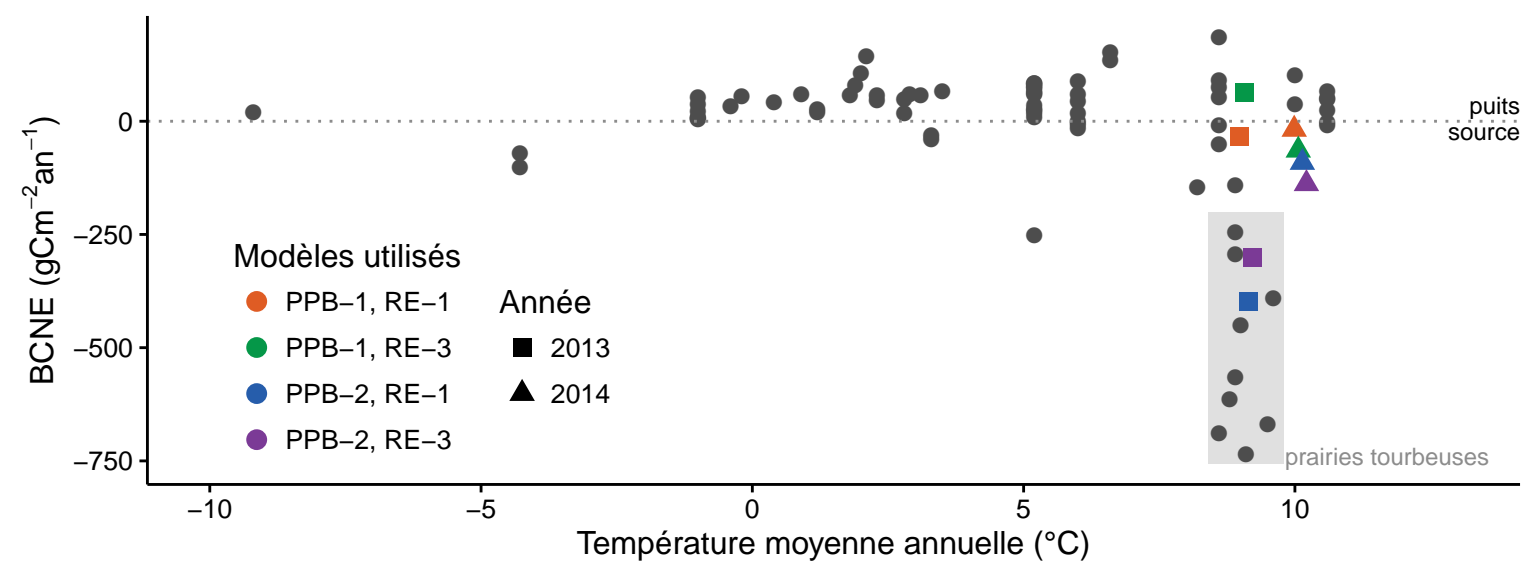 BCNE (gCm⁻²an⁻¹)
0
−250
−500
−750
puits
source
Modèles utilisés
PPB−1, RE−1
PPB−1, RE−3
PPB−2, RE−1
PPB−2, RE−3
Année
2013
2014
prairies tourbeuses
−10
−5
0
5
10
Température moyenne annuelle (°C)